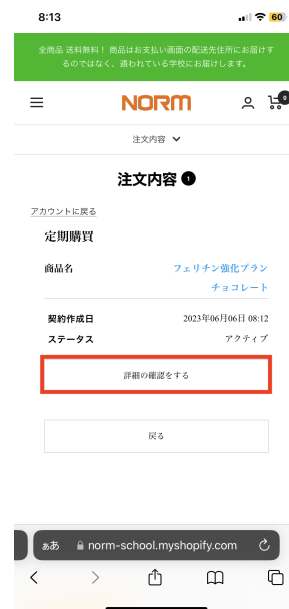 8:13
60
全商品 送料無料！ 商品はお支払い画面の配送先住所にお届けす
るのではなく、通われている学校にお届けします。
NORM
0
注文内容
注文内容 1
アカウントに戻る
定期購買
商品名 フェリチン強化プラン
チョコレート
契約作成日 2023年06月06日 08:12
ステータス アクティブ
詳細の確認をする
戻る
ぁあ norm-school.myshopify.com